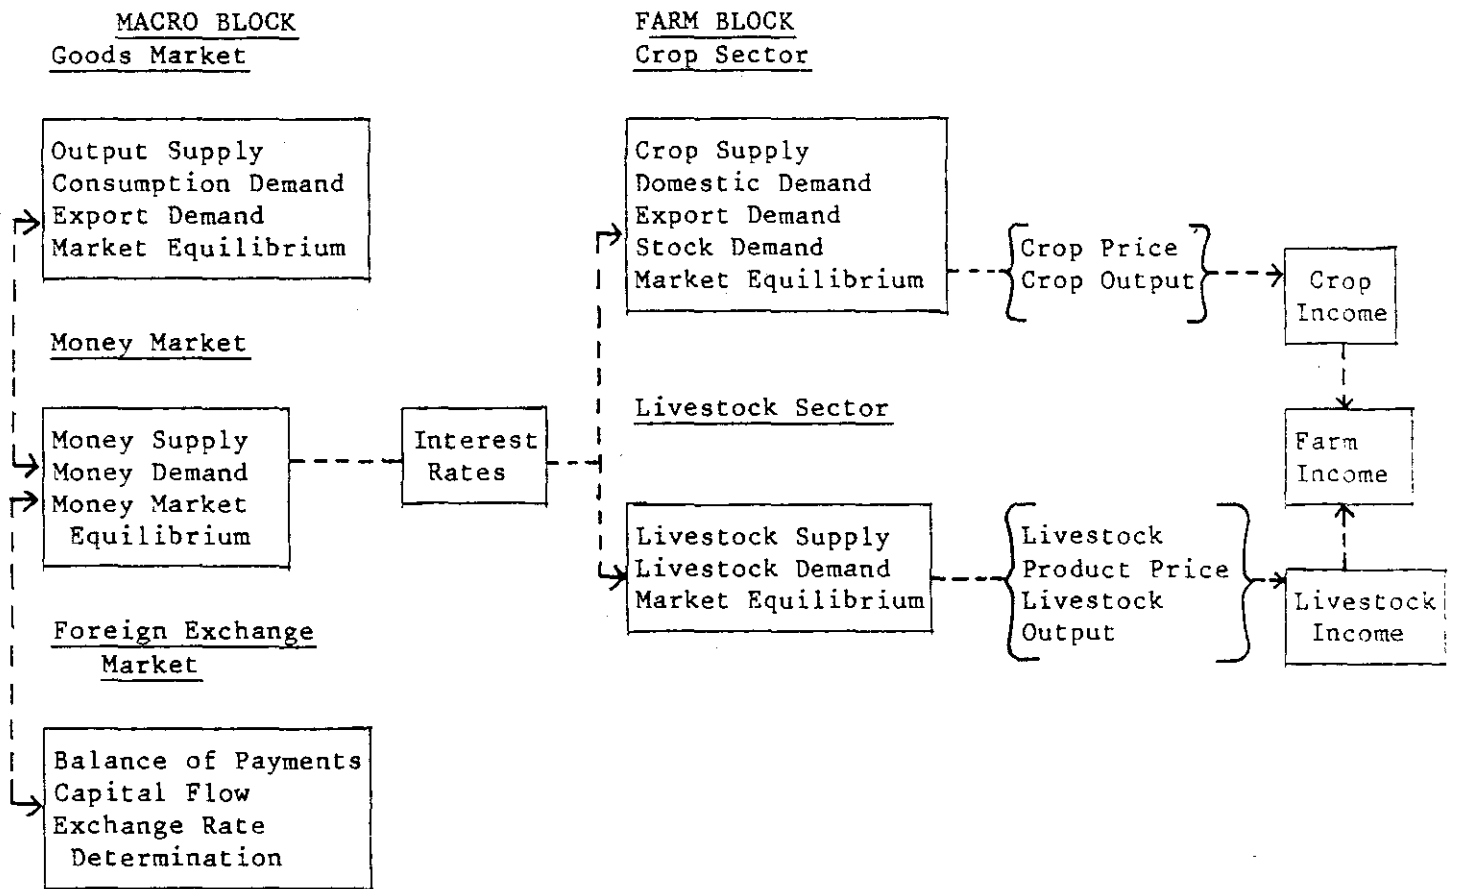 MACRO BLOCK
Goods Market
Output Supply
Consumption Demand
Export Demand
Market Equilibrium
Money Market
Money Supply
Money Demand
Money Market
Equilibrium
Foreign Exchange
Market
Balance of Payments
Capital Flow
Exchange Rate
Determination
Interest
Rates
FARM BLOCK
Crop Sector
Crop Supply
Domestic Demand
Export Demand
Stock Demand
Market Equilibrium
Crop Price
Crop Output
Crop
Income
Livestock Sector
Livestock Supply
Livestock Demand
Market Equilibrium
Livestock
Product Price
Livestock
Output
Farm
Income
Livestock
Income